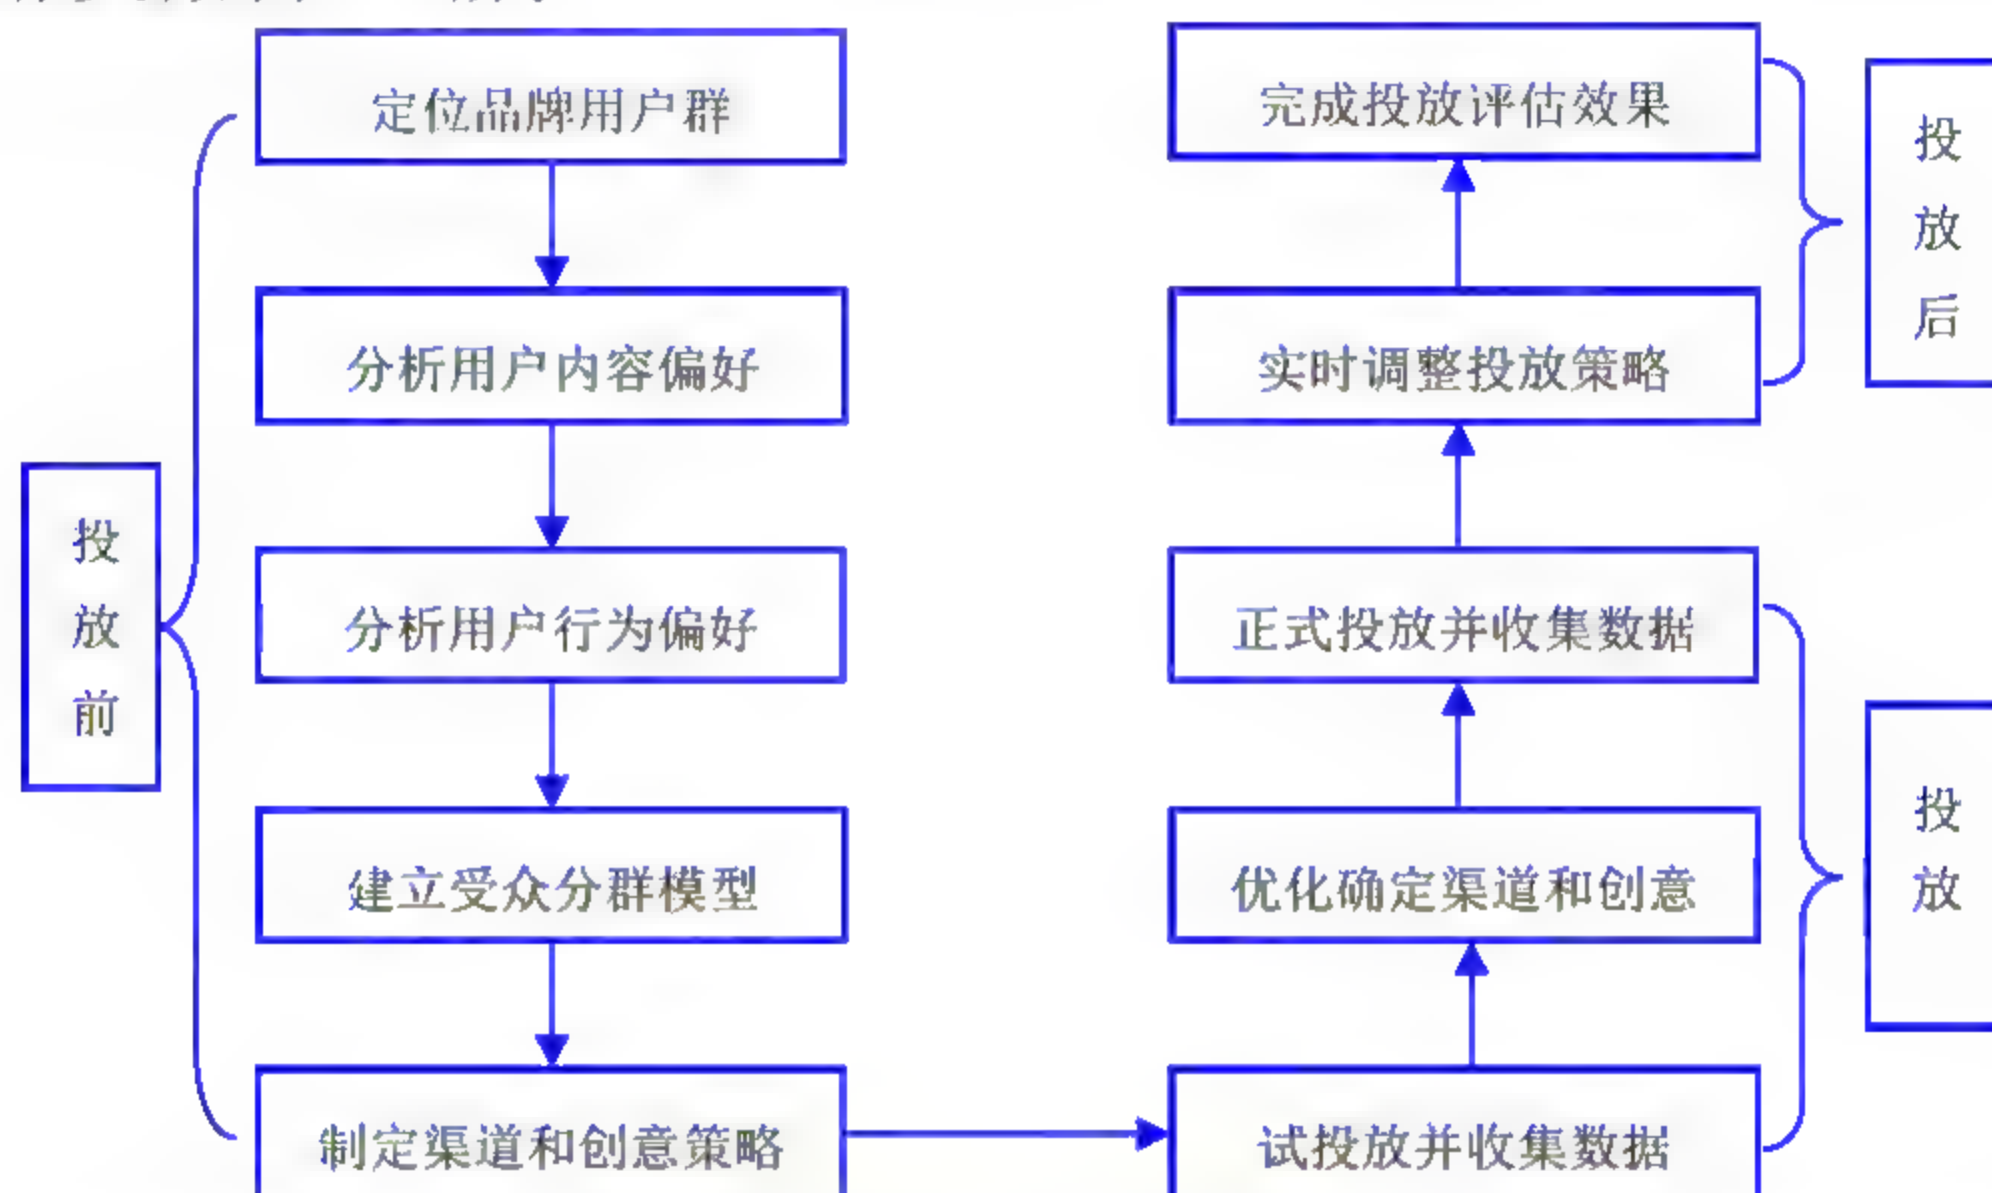 定位品牌用户群
分析用户内容偏好
分析用户行为偏好
建立受众分群模型
制定渠道和创意策略
投
放
前
完成投放评估效果
实时调整投放策略
正式投放并收集数据
优化确定渠道和创意
试投放并收集数据
投
放
后
投
放